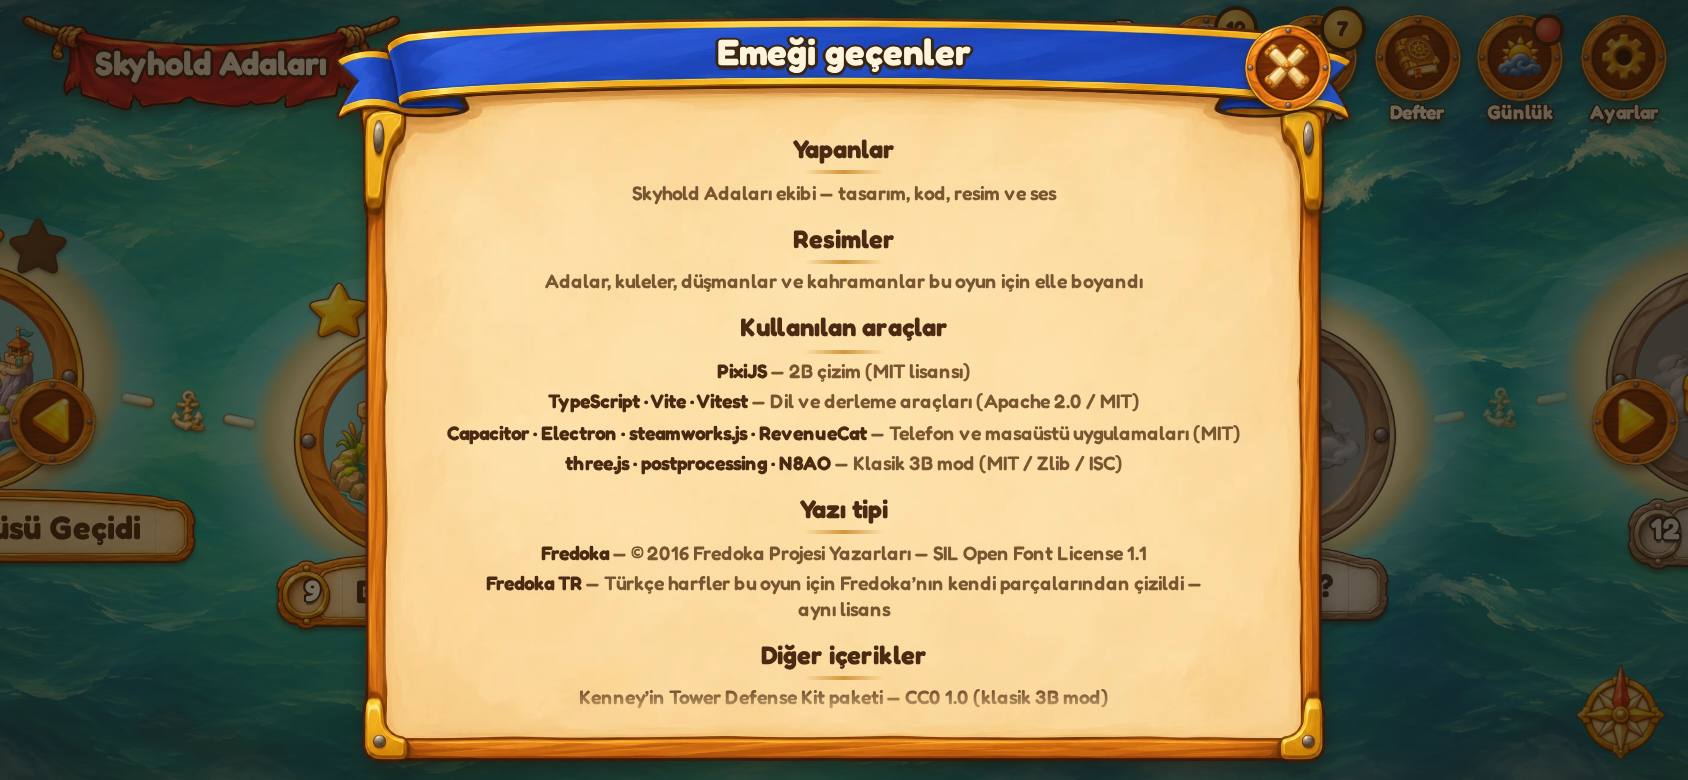 Skyhold Adaları
Emeği geçenler
7
Defter
Günlük
Ayarlar
Yapanlar
Skyhold Adaları ekibi – tasarım, kod, resim ve ses
Resimler
Adalar, kuleler, düşmanlar ve kahramanlar bu oyun için elle boyandı
Kullanılan araçlar
PixiJS – 2B çizim (MIT lisansı)
TypeScript · Vite · Vitest – Dil ve derleme araçları (Apache 2.0 / MIT)
Capacitor · Electron · steamworks.js · RevenueCat – Telefon ve masaüstü uygulamaları (MIT)
three.js · postprocessing · N8AO – Klasik 3B mod (MIT / Zlib / ISC)
Yazı tipi
Fredoka – © 2016 Fredoka Projesi Yazarları – SIL Open Font License 1.1
Fredoka TR – Türkçe harfler bu oyun için Fredoka’nın kendi parçalarından çizildi –
aynı lisans
Diğer içerikler
Kenney’in Tower Defense Kit paketi – CC0 1.0 (klasik 3B mod)
Geçidi
9
?
12